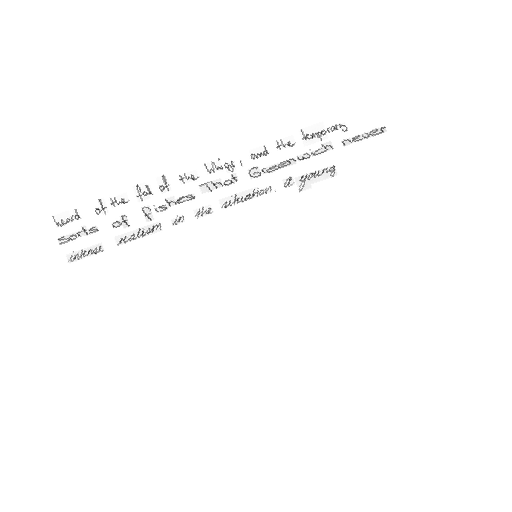 heard of the fall of the Whigs, and the temporary
Sorts of Dishes That Greenwich never
intense realism in the situation. a young